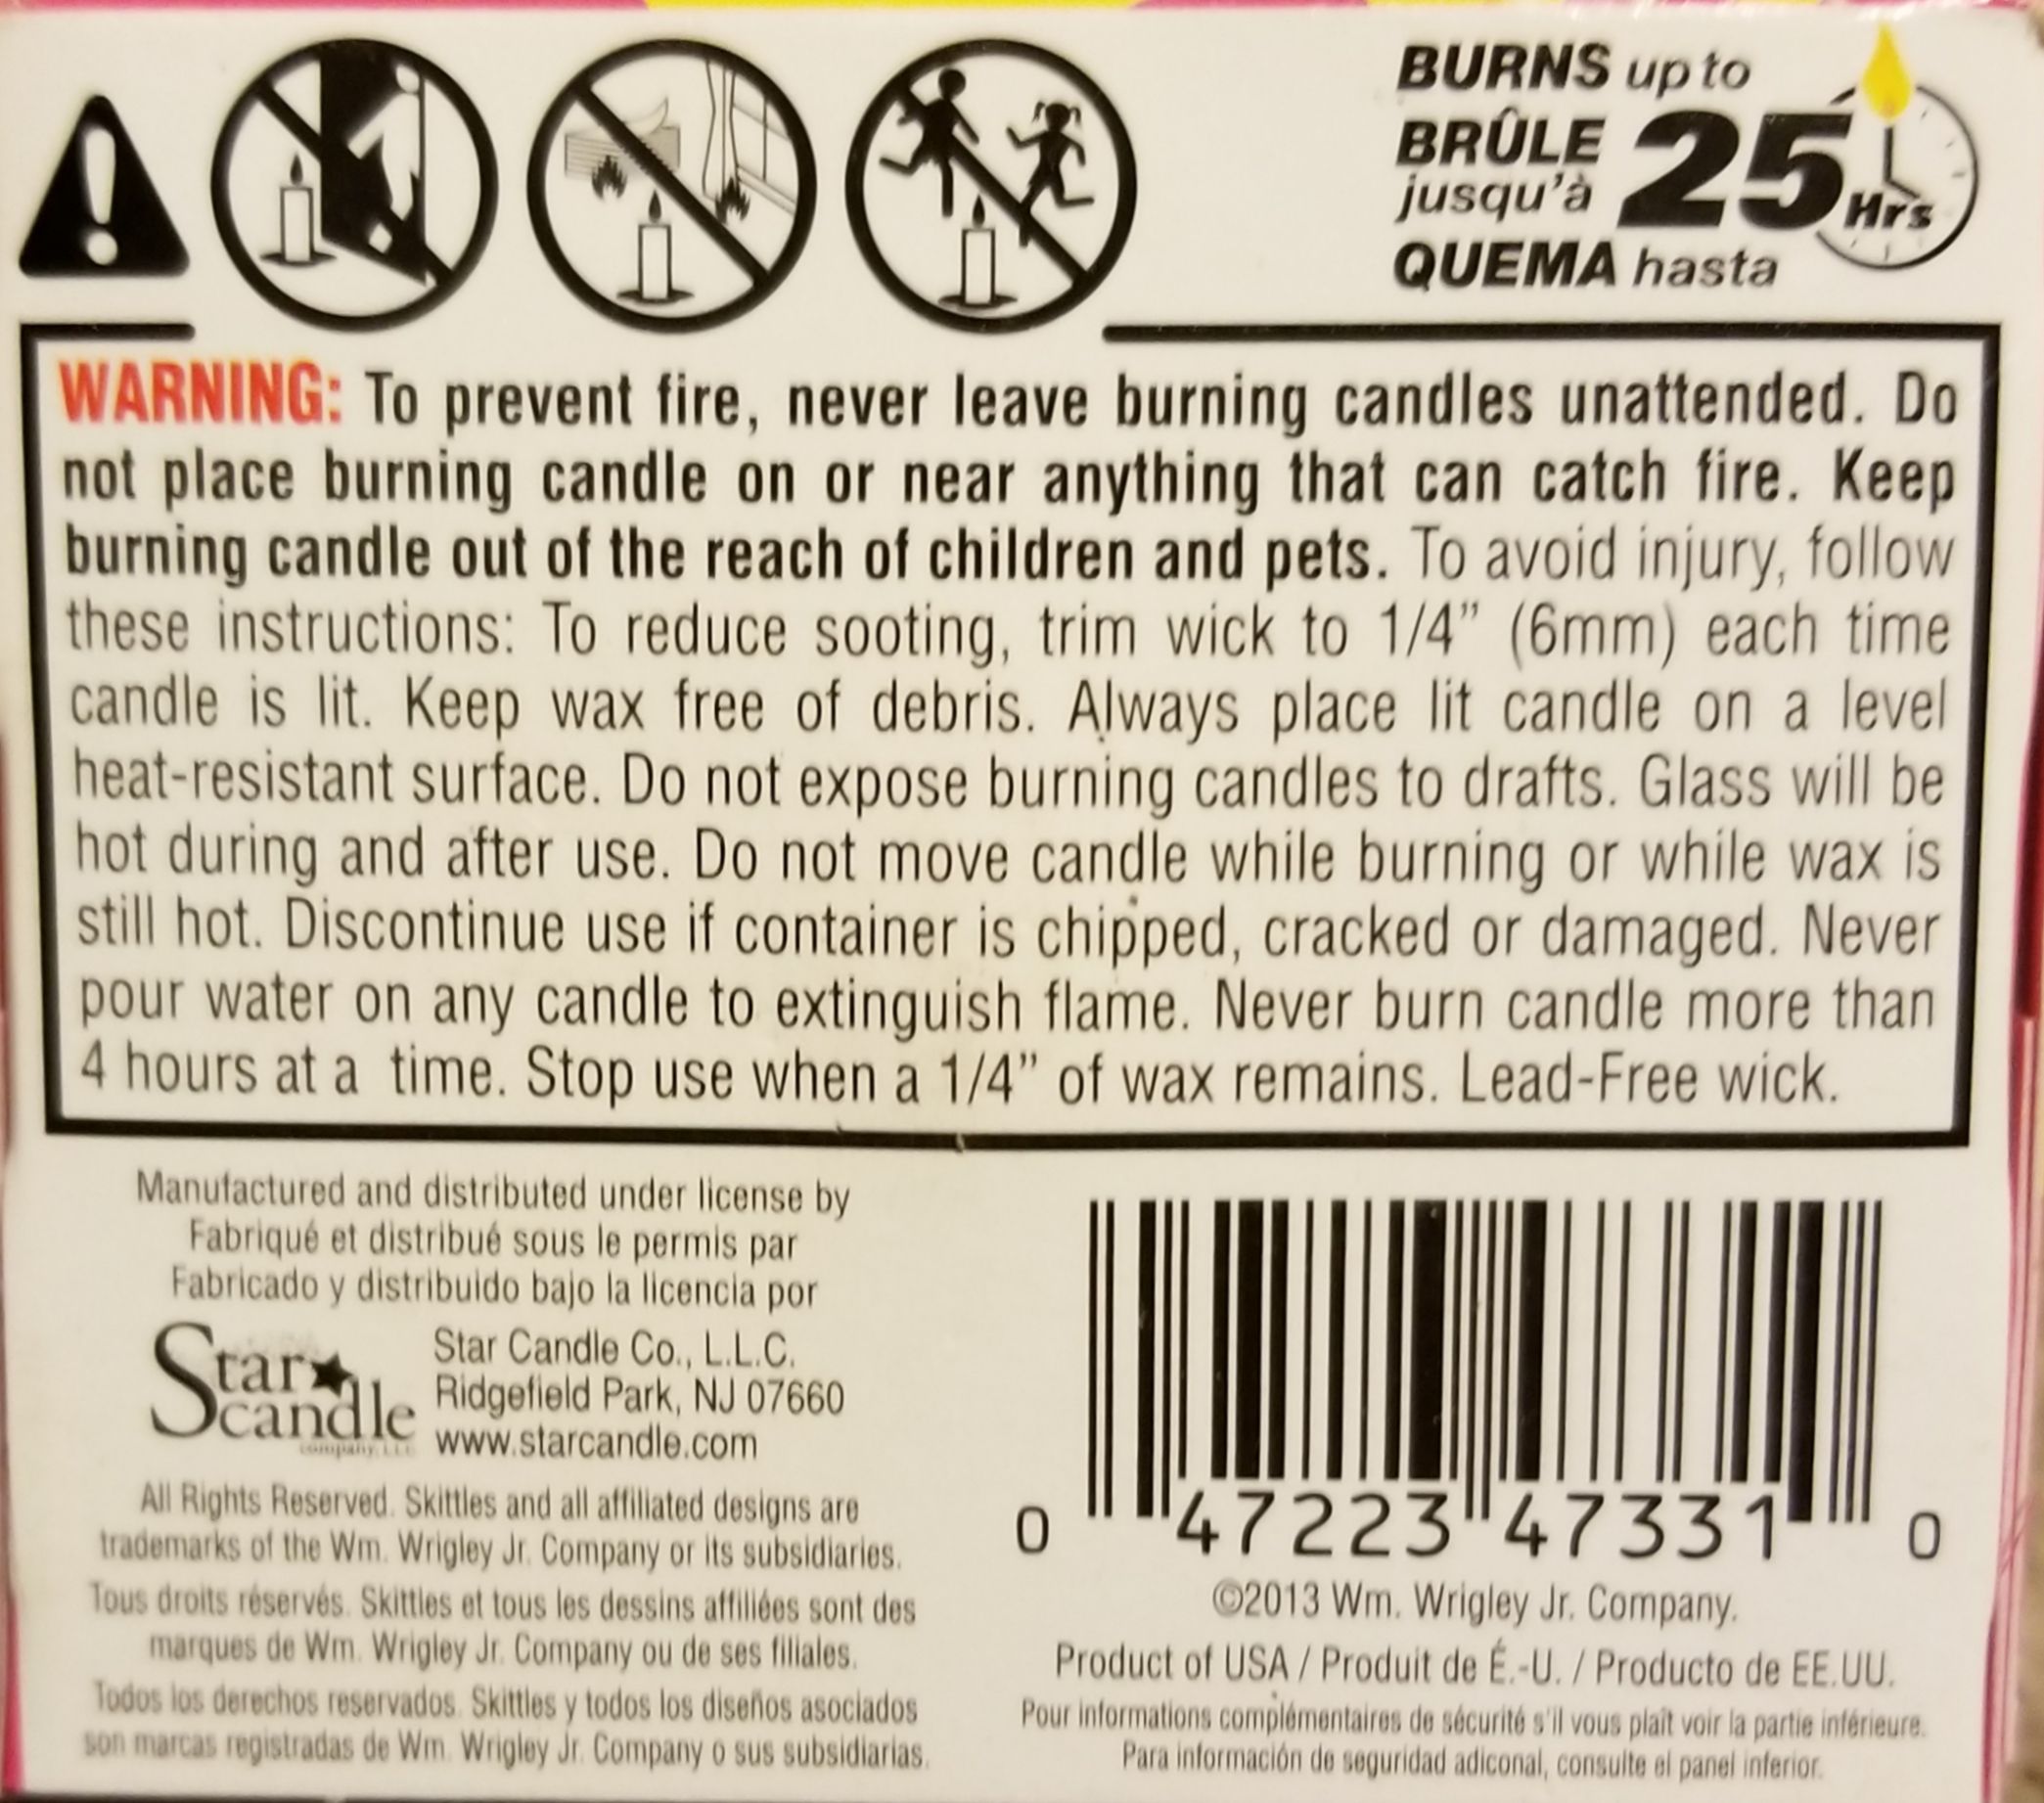 BURNS up to
BRÛLE
jusqu'à
25 Hrs
QUEMA hasta
WARNING: To prevent fire, never leave burning candles unattended. Do
not place burning candle on or near anything that can catch fire. Keep
burning candle out of the reach of children and pets. To avoid injury, follow
these instructions: To reduce sooting, trim wick to 1/4” (6mm) each time
candle is lit. Keep wax free of debris. Always place lit candle on a level
heat-resistant surface. Do not expose burning candles to drafts. Glass will be
hot during and after use. Do not move candle while burning or while wax is
still hot. Discontinue use if container is chipped, cracked or damaged. Never
pour water on any candle to extinguish flame. Never burn candle more than
4 hours at a time. Stop use when a 1/4” of wax remains. Lead-Free wick.
Manufactured and distributed under license by
Fabriqué et distribué sous le permis par
Fabricado y distribuido bajo la licencia por
Star
candle
company, LLC
Star Candle Co., L.L.C.
Ridgefield Park, NJ 07660
www.starcandle.com
All Rights Reserved. Skittles and all affiliated designs are
trademarks of the Wm. Wrigley Jr. Company or its subsidiaries.
Tous droits réservés. Skittles et tous les dessins affiliées sont des
marques de Wm. Wrigley Jr. Company ou de ses filiales.
Todos los derechos reservados. Skittles y todos los diseños asociados
son marcas registradas de Wm. Wrigley Jr. Company o sus subsidiarias.
0 47223 47331 0
©2013 Wm. Wrigley Jr. Company.
Product of USA / Produit de É.-U. / Producto de EE.UU.
Pour informations complémentaires de sécurité s'il vous plaît voir la partie inférieure.
Para información de seguridad adiconal, consulte el panel inferior.